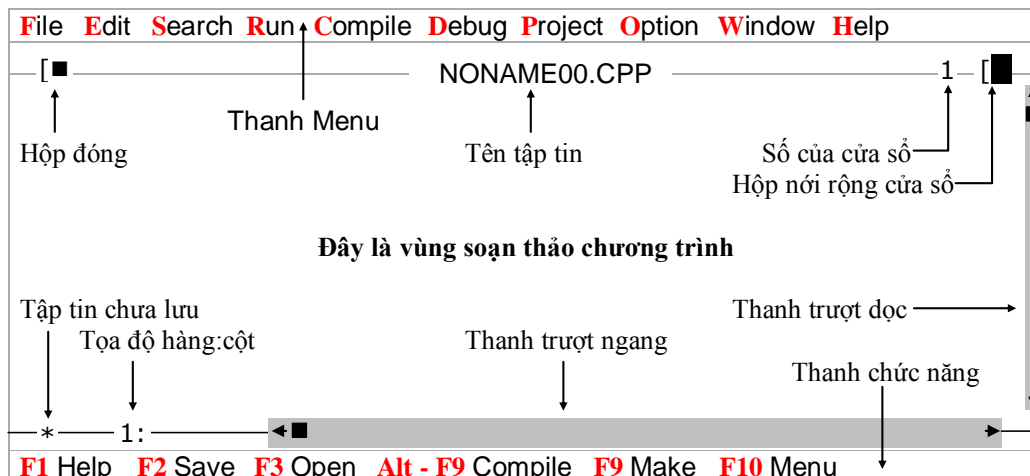 File Edit Search Run Compile Debug Project Option Window Help
[■ NONAME00.CPP 1 [
Thanh Menu
Hộp đóng Tên tập tin Số của cửa sổ
Hộp nới rộng cửa sổ
Đây là vùng soạn thảo chương trình
Tập tin chưa lưu Thanh trượt dọc
Tọa độ hàng:cột Thanh trượt ngang
Thanh chức năng
* 1:
F1 Help F2 Save F3 Open Alt - F9 Compile F9 Make F10 Menu